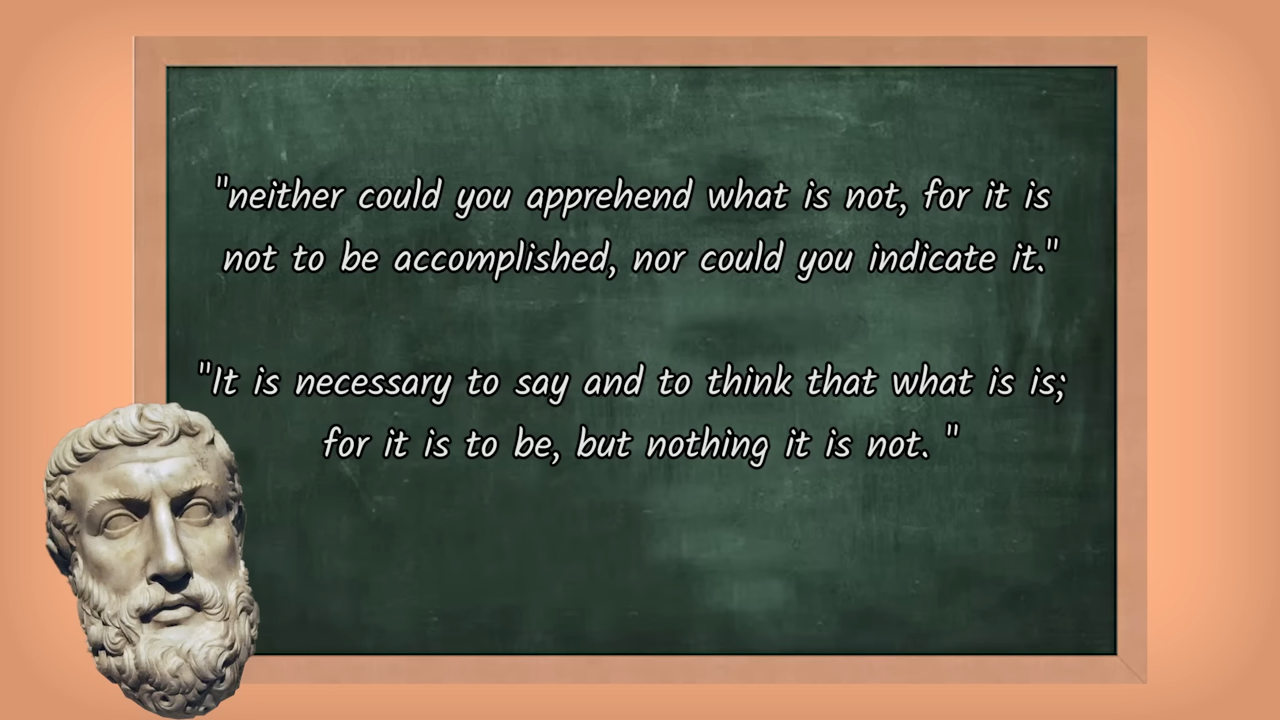 "neither could you apprehend what is not, for it is
not to be accomplished, nor could you indicate it."
"It is necessary to say and to think that what is is;
for it is to be, but nothing it is not. "